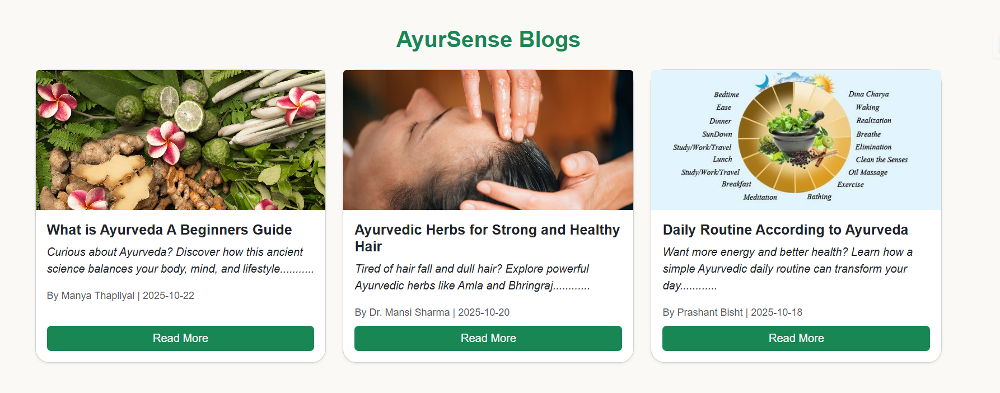 AyurSense Blogs
What is Ayurveda A Beginners Guide
Curious about Ayurveda? Discover how this ancient
science balances your body, mind, and lifestyle...........
By Manya Thapliyal | 2025-10-22
Read More
Ayurvedic Herbs for Strong and Healthy
Hair
Tired of hair fall and dull hair? Explore powerful
Ayurvedic herbs like Amla and Bhringraj............
By Dr. Mansi Sharma | 2025-10-20
Read More
Bedtime
Ease
Dinner
SunDown
Study/Work/Travel
Lunch
Study/Work/Travel
Breakfast
Meditation
Dina Charya
Waking
Realization
Breathe
Elimination
Clean the Senses
Oil Massage
Exercise
Bathing
Daily Routine According to Ayurveda
Want more energy and better health? Learn how a
simple Ayurvedic daily routine can transform your
day............
By Prashant Bisht | 2025-10-18
Read More